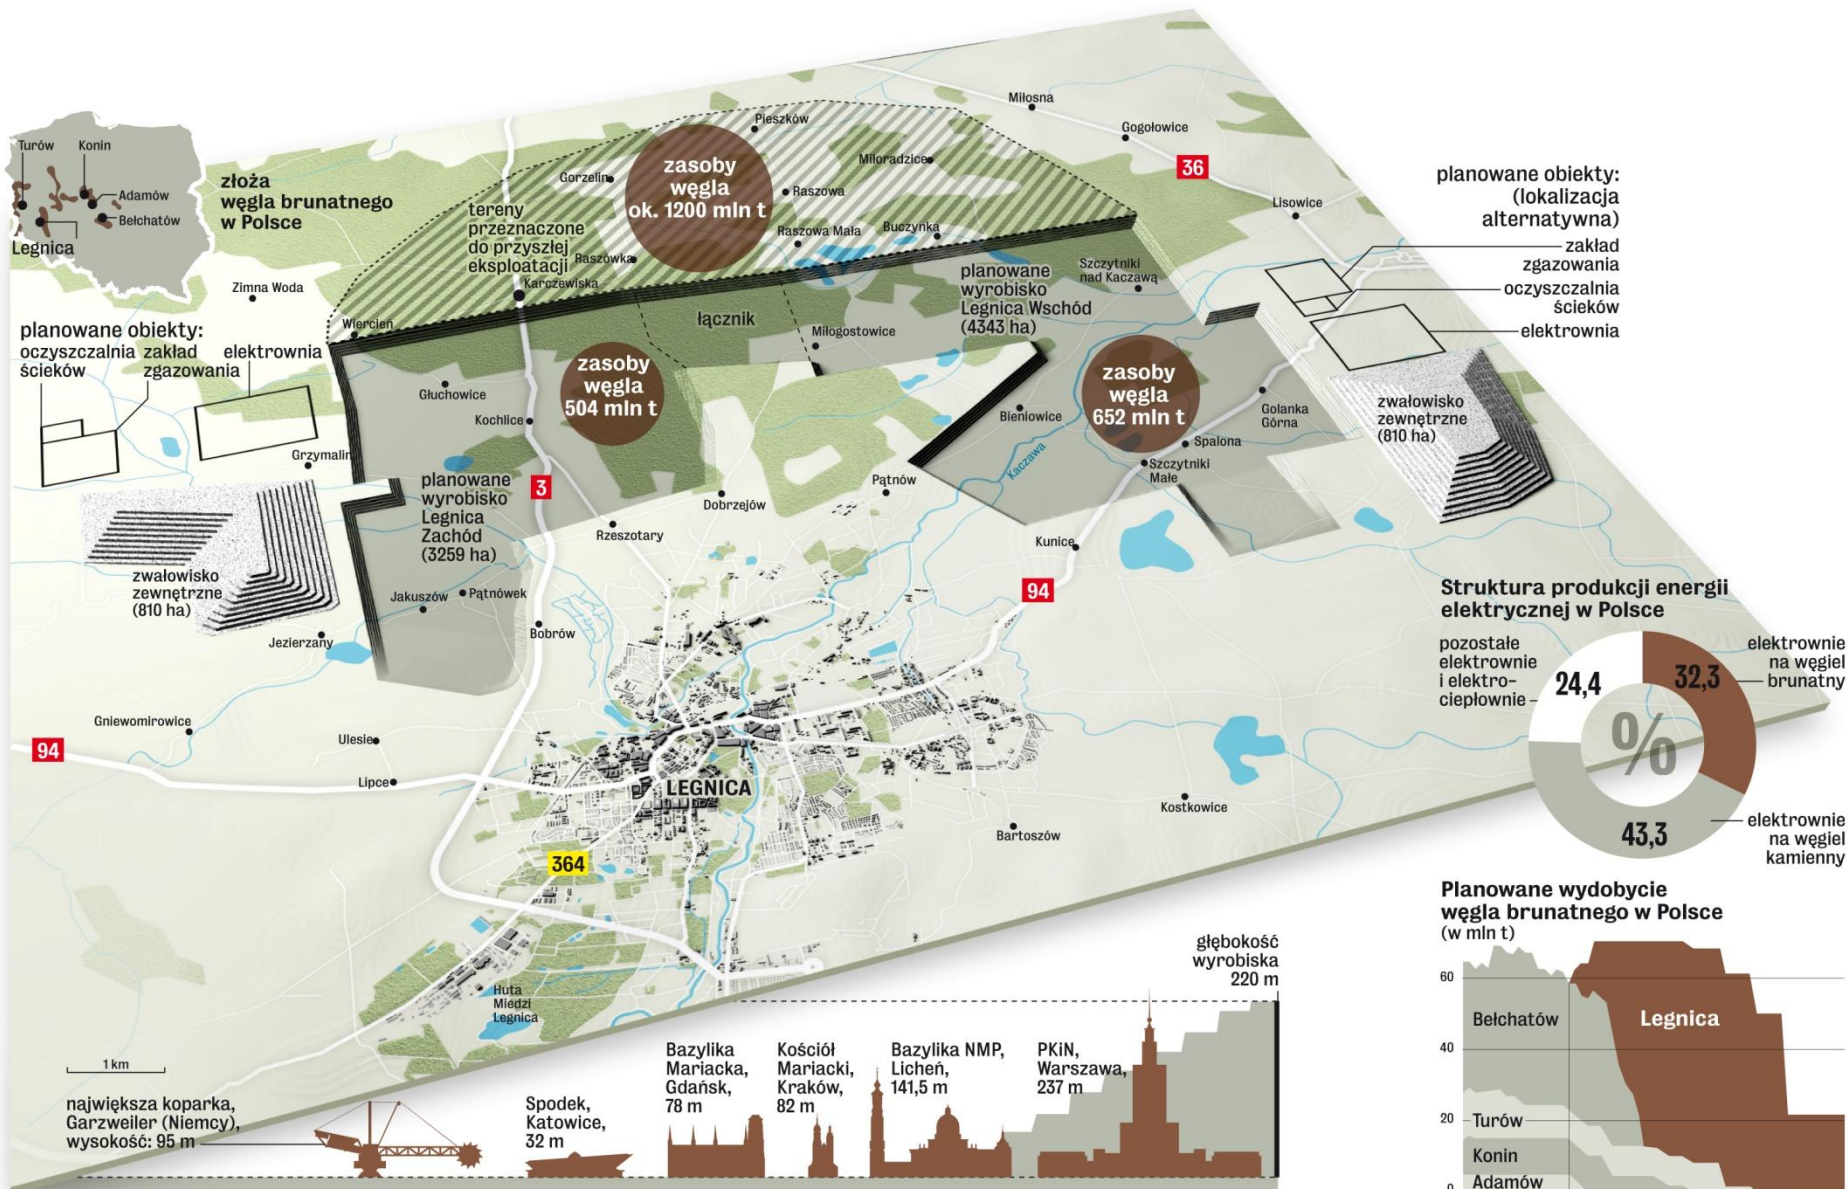 Turów
Konin
Adamów
Bełchatów
Legnica
złoża
węgla brunatnego
w Polsce
Zimna Woda
planowane obiekty:
oczyszczalnia
ścieków
zakład
zgazowania
elektrownia
Wiercień
Grzymalin
zwałowisko
zewnętrzne
(810 ha)
Jezierzany
Gniewomirowice
94
Ulesie
Lipce
tereny
przeznaczone
do przyszłej
eksploatacji
Gorzelin
Pieszków
zasoby
węgla
ok. 1200 mln t
Miłoradzice
Raszowa
Raszowa Mała
Buczynka
Raszówka
Karczewiska
łącznik
Miłogostowice
planowane
wyrobisko
Legnica Wschód
(4343 ha)
Szczytniki
nad Kaczawą
Miłosna
Gogołowice
36
Lisowice
planowane obiekty:
(lokalizacja
alternatywna)
zakład
zgazowania
oczyszczalnia
ścieków
elektrownia
zwałowisko
zewnętrzne
(810 ha)
Głuchowice
Kochlice
zasoby
węgla
504 mln t
zasoby
węgla
652 mln t
Bieniowice
Kaczawa
Golanka
Górna
Spalona
Szczytniki
Małe
planowane
wyrobisko
Legnica
Zachód
(3259 ha)
3
Rzeszotary
Dobrzejów
Pątnów
Kunice
94
Jakuszów
Pątnówek
Bobrów
LEGNICA
364
Bartoszów
Kostkowice
Huta
Miedzi
Legnica
1 km
Struktura produkcji energii
elektrycznej w Polsce
pozostałe
elektrownie
i elektro-
ciepłownie
24,4
32,3
elektrownie
na węgiel
brunatny
%
43,3
elektrownie
na węgiel
kamienny
największa koparka,
Garzweiler (Niemcy),
wysokość: 95 m
Spodek,
Katowice,
32 m
Bazylika
Mariacka,
Gdańsk,
78 m
Kościół
Mariacki,
Kraków,
82 m
Bazylika NMP,
Licheń,
141,5 m
PKiN,
Warszawa,
237 m
głębokość
wyrobiska
220 m
Planowane wydobycie
węgla brunatnego w Polsce
(w mln t)
60
40
20
0
Bełchatów
Legnica
Turów
Konin
Adamów